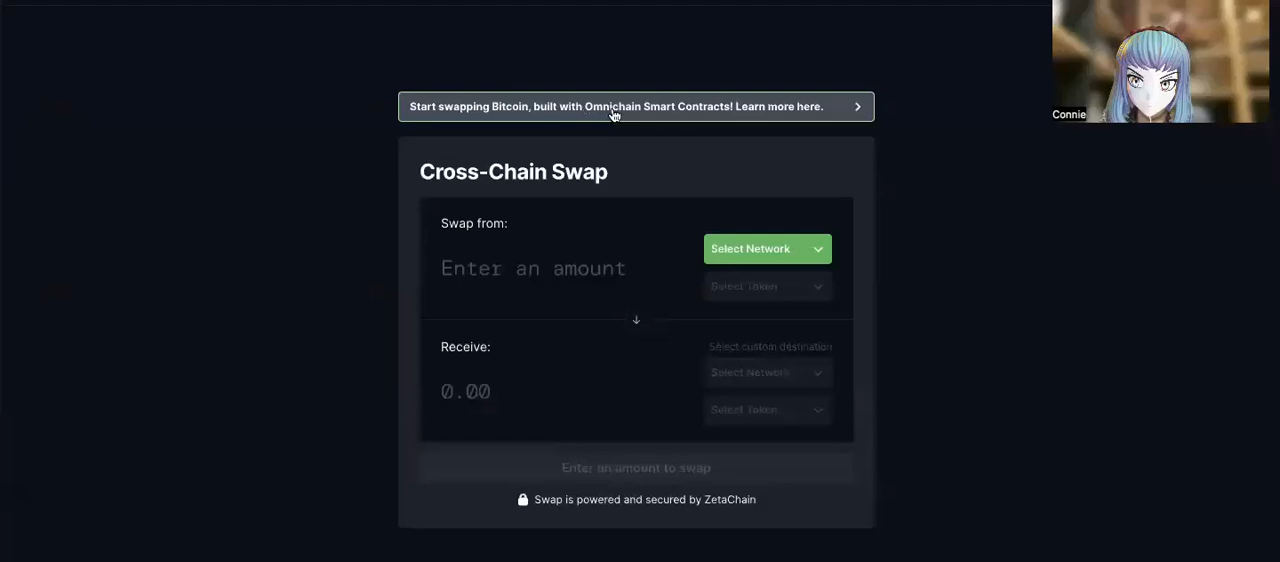 Start swapping Bitcoin, built with Omnichain Smart Contracts! Learn more here.
Connie
Cross-Chain Swap
Swap from:
Select Network
Enter an amount
Select Token
Receive:
Select custom destination
Select Network
0.00
Select Token
Enter an amount to swap
Swap is powered and secured by ZetaChain